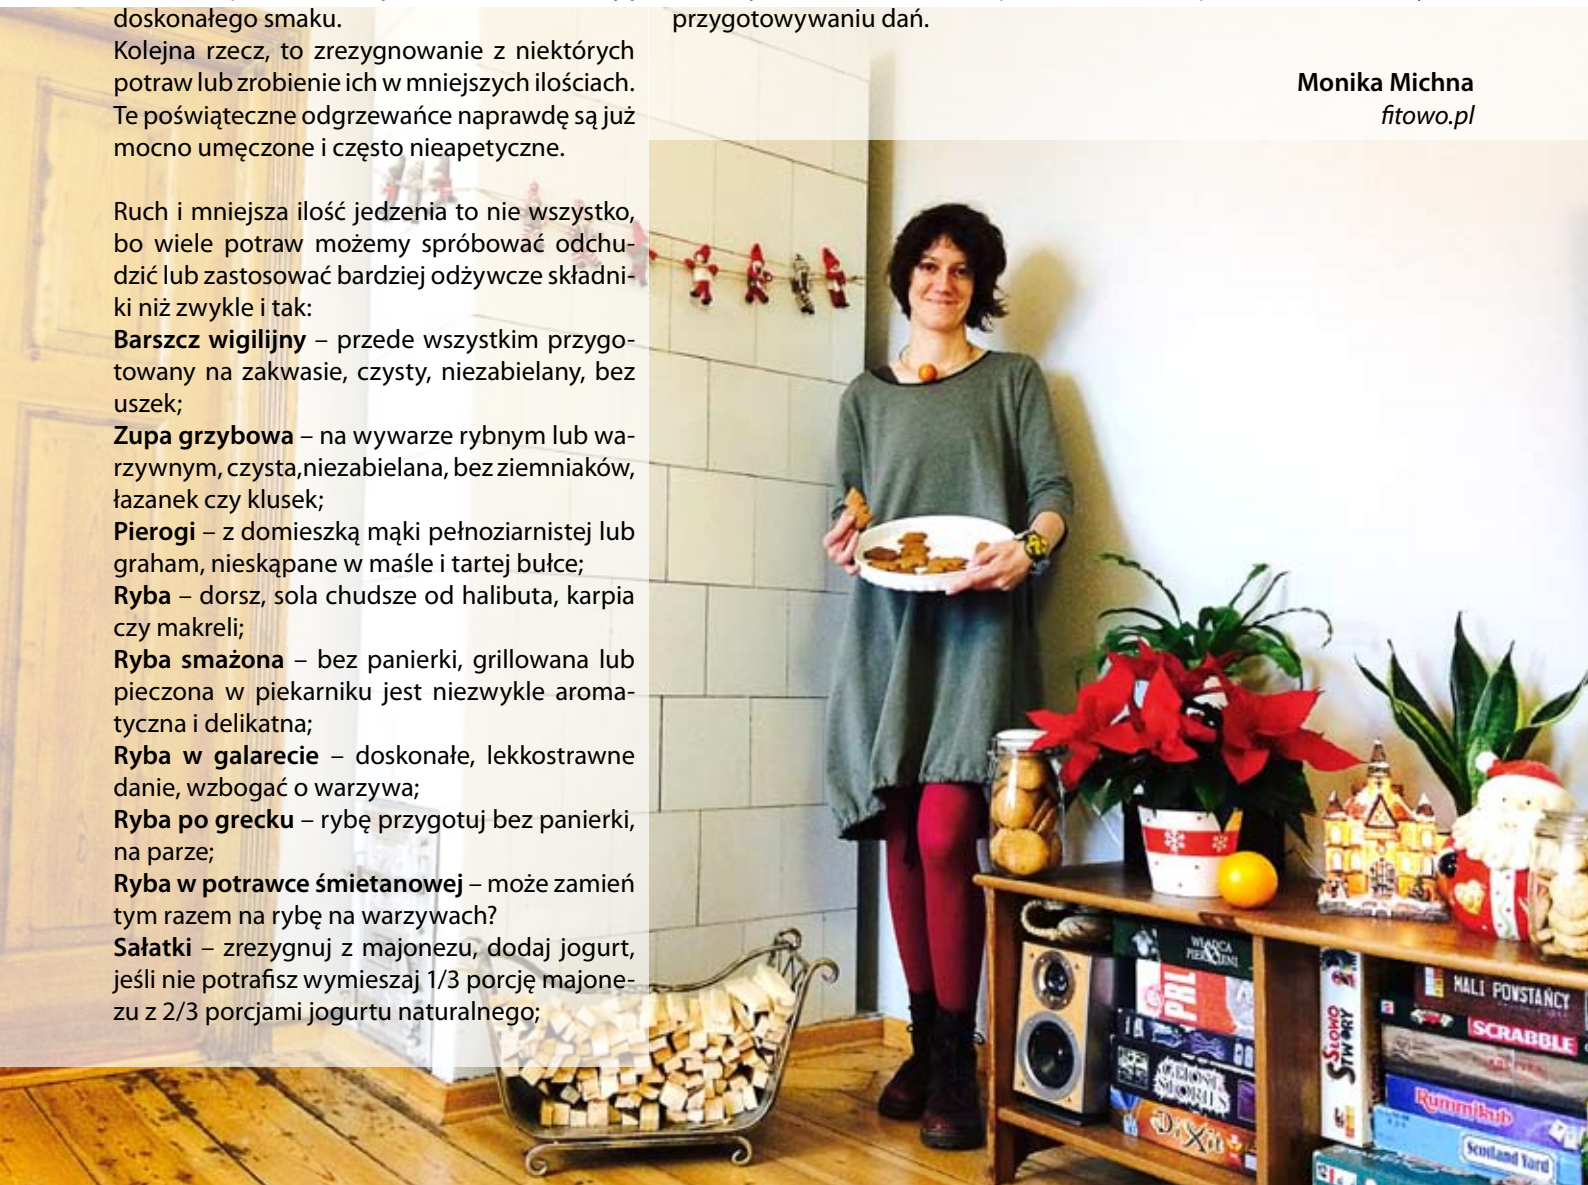 doskonałego smaku.
Kolejna rzecz, to zrezygnowanie z niektórych
potraw lub zrobienie ich w mniejszych ilościach.
Te poświąteczne odgrzewańce naprawdę są już
mocno umęczone i często nieapetyczne.
Ruch i mniejsza ilość jedzenia to nie wszystko,
bo wiele potraw możemy spróbować odchu-
dzić lub zastosować bardziej odżywcze składni-
ki niż zwykle i tak:
Barszcz wigilijny – przede wszystkim przygo-
towany na zakwasie, czysty, niezabielany, bez
uszek;
Zupa grzybowa – na wywarze rybnym lub wa-
rzywnym, czysta,niezabielana, bez ziemniaków,
łazanek czy klusek;
Pierogi – z domieszką mąki pełnoziarnistej lub
graham, nieskąpane w maśle i tartej bułce;
Ryba – dorsz, sola chudsze od halibuta, karpia
czy makreli;
Ryba smażona – bez panierki, grillowana lub
pieczona w piekarniku jest niezwykle aroma-
tyczna i delikatna;
Ryba w galarecie – doskonałe, lekkostrawne
danie, wzbogać o warzywa;
Ryba po grecku – rybę przygotuj bez panierki,
na parze;
Ryba w potrawce śmietanowej – może zamień
tym razem na rybę na warzywach?
Sałatki – zrezygnuj z majonezu, dodaj jogurt,
jeśli nie potrafisz wymieszaj 1/3 porcję majone-
zu z 2/3 porcjami jogurtu naturalnego;
przygotowywaniu dań.
Monika Michna
fitowo.pl
WŁADCA
PIERŚCIENI
PRL
GHOST
STORIES
DiXit
SŁOWO
STWORY
MALI POWSTAŃCY
SCRABBLE
Rummikub
Scotland Yard